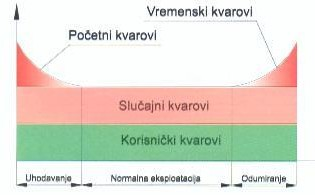 Vremenski kvarovi
Početni kvarovi
Slučajni kvarovi
Korisnički kvarovi
Uhodavanje
Normalna eksploatacija
Odumiranje